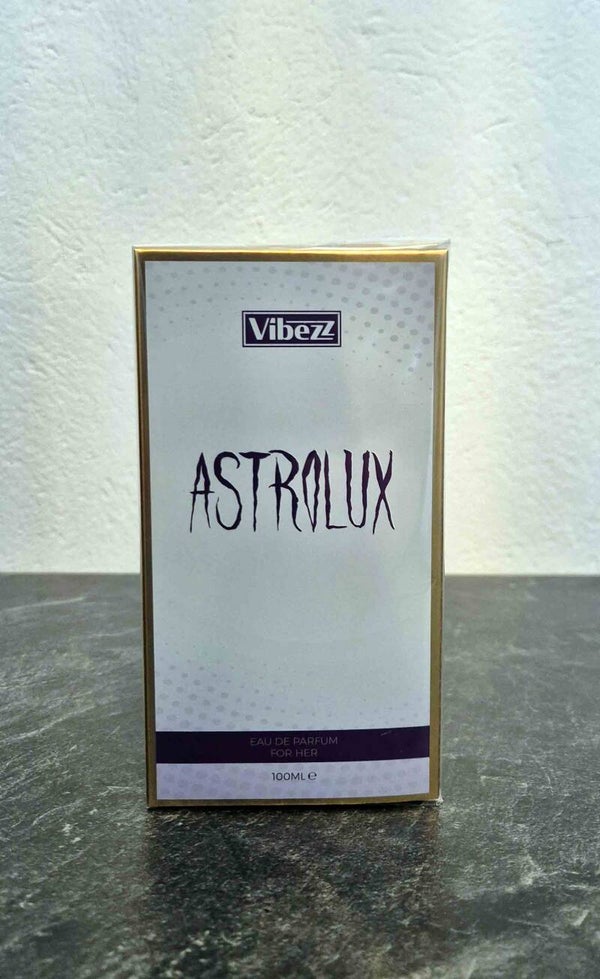 Vibezz
ASTROLUX
EAU DE PARFUM
FOR HER
100ML ℮